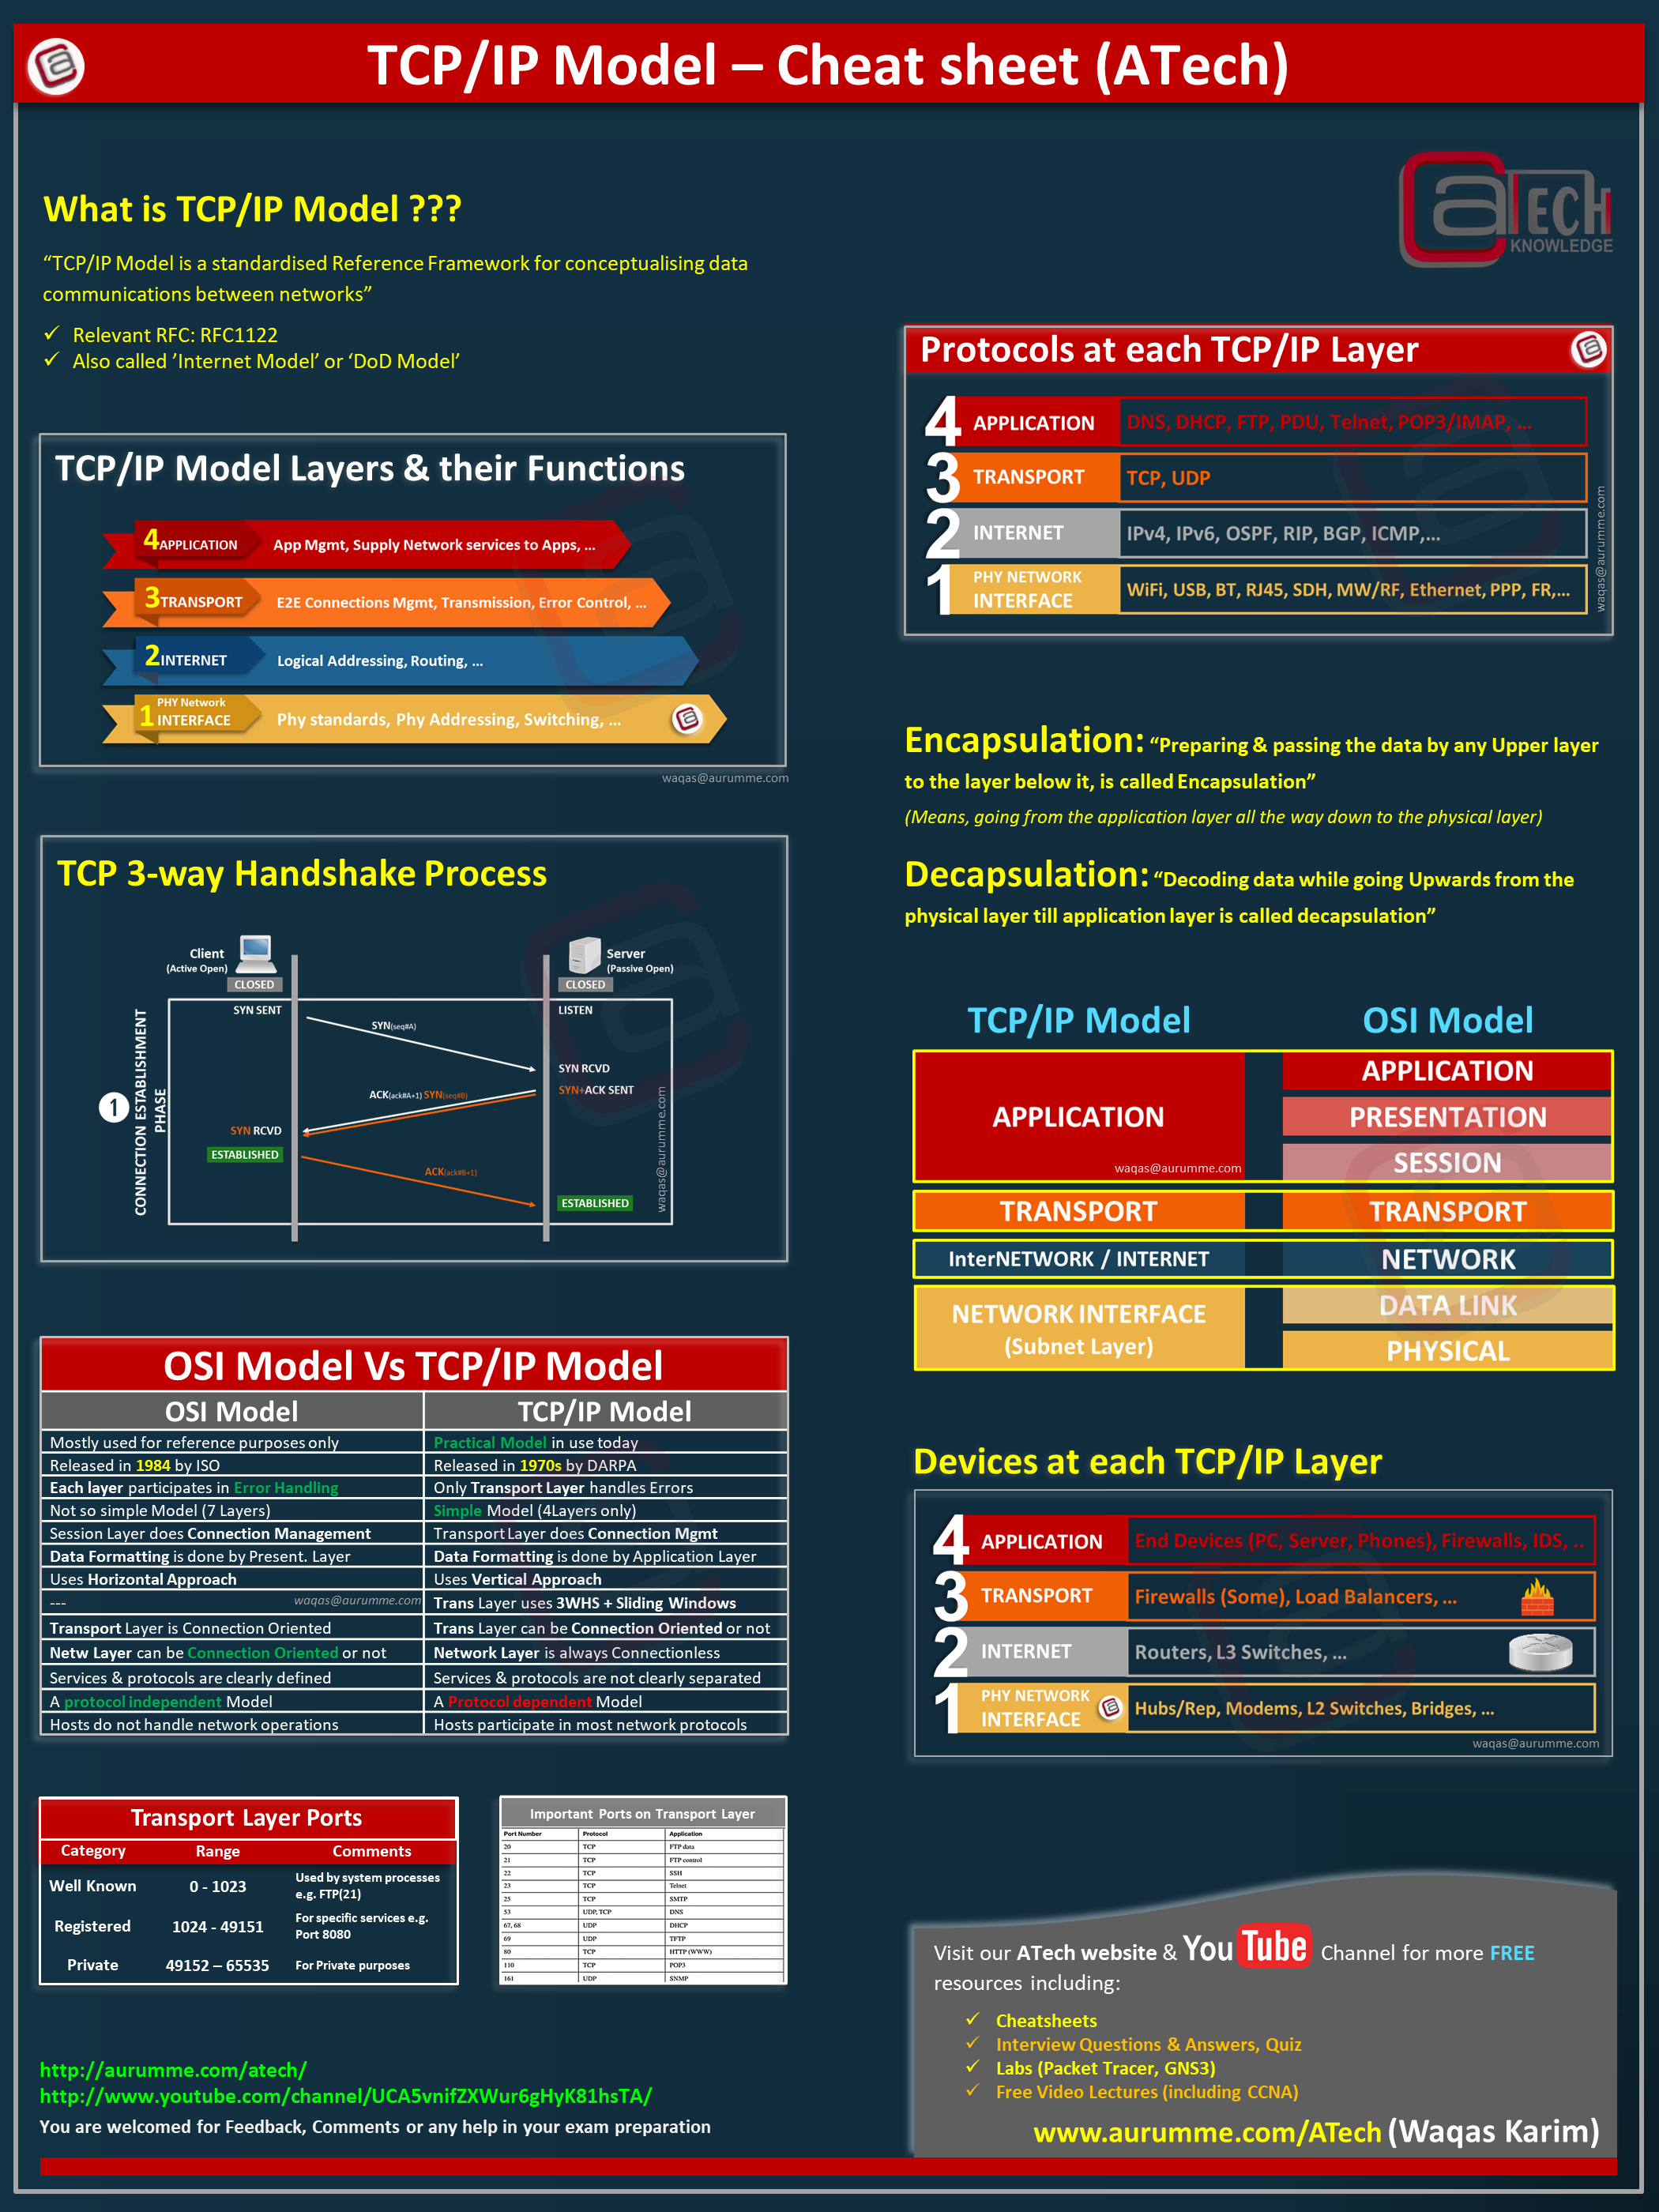 TCP/IP Model – Cheat sheet (ATech)
aTECH
KNOWLEDGE
What is TCP/IP Model ???
“TCP/IP Model is a standardised Reference Framework for conceptualising data
communications between networks”
✓ Relevant RFC: RFC1122
✓ Also called ’Internet Model’ or ‘DoD Model’
TCP/IP Model Layers & their Functions
4 APPLICATION App Mgmt, Supply Network services to Apps, ...
3 TRANSPORT E2E Connections Mgmt, Transmission, Error Control, ...
2 INTERNET Logical Addressing, Routing, ...
PHY Network
1 INTERFACE Phy standards, Phy Addressing, Switching, ...
waqas@aurumme.com
TCP 3-way Handshake Process
Client
(Active Open)
CLOSED
Server
(Passive Open)
CLOSED
1
CONNECTION ESTABLISHMENT
PHASE
SYN SENT
LISTEN
SYN(seq#A)
SYN RCVD
SYN+ACK SENT
ACK(ack#A+1) SYN(seq#B)
SYN RCVD
ESTABLISHED
ACK(ack#B+1)
ESTABLISHED
waqas@aurumme.com
OSI Model Vs TCP/IP Model
OSI Model TCP/IP Model
Mostly used for reference purposes only Practical Model in use today
Released in 1984 by ISO Released in 1970s by DARPA
Each layer participates in Error Handling Only Transport Layer handles Errors
Not so simple Model (7 Layers) Simple Model (4Layers only)
Session Layer does Connection Management Transport Layer does Connection Mgmt
Data Formatting is done by Present. Layer Data Formatting is done by Application Layer
Uses Horizontal Approach Uses Vertical Approach
--- waqas@aurumme.com Trans Layer uses 3WHS + Sliding Windows
Transport Layer is Connection Oriented Trans Layer can be Connection Oriented or not
Netw Layer can be Connection Oriented or not Network Layer is always Connectionless
Services & protocols are clearly defined Services & protocols are not clearly separated
A protocol independent Model A Protocol dependent Model
Hosts do not handle network operations Hosts participate in most network protocols
Transport Layer Ports
Category Range Comments
Well Known 0 - 1023 Used by system processes
e.g. FTP(21)
Registered 1024 - 49151 For specific services e.g.
Port 8080
Private 49152 – 65535 For Private purposes
Important Ports on Transport Layer
Port Number Protocol Application
20 TCP FTP data
21 TCP FTP control
22 TCP SSH
23 TCP Telnet
25 TCP SMTP
53 UDP, TCP DNS
67, 68 UDP DHCP
69 UDP TFTP
80 TCP HTTP (WWW)
110 TCP POP3
161 UDP SNMP
http://aurumme.com/atech/
http://www.youtube.com/channel/UCA5vnifZXWur6gHyK81hsTA/
You are welcomed for Feedback, Comments or any help in your exam preparation
Protocols at each TCP/IP Layer
4 APPLICATION DNS, DHCP, FTP, PDU, Telnet, POP3/IMAP, ...
3 TRANSPORT TCP, UDP
2 INTERNET IPv4, IPv6, OSPF, RIP, BGP, ICMP,...
1 PHY NETWORK
INTERFACE WiFi, USB, BT, RJ45, SDH, MW/RF, Ethernet, PPP, FR,...
waqas@aurumme.com
Encapsulation: “Preparing & passing the data by any Upper layer
to the layer below it, is called Encapsulation”
(Means, going from the application layer all the way down to the physical layer)
Decapsulation: “Decoding data while going Upwards from the
physical layer till application layer is called decapsulation”
TCP/IP Model OSI Model
APPLICATION
waqas@aurumme.com
APPLICATION
PRESENTATION
SESSION
TRANSPORT TRANSPORT
InterNETWORK / INTERNET NETWORK
NETWORK INTERFACE
(Subnet Layer)
DATA LINK
PHYSICAL
Devices at each TCP/IP Layer
4 APPLICATION End Devices (PC, Server, Phones), Firewalls, IDS, ..
3 TRANSPORT Firewalls (Some), Load Balancers, ...
2 INTERNET Routers, L3 Switches, ...
1 PHY NETWORK
INTERFACE Hubs/Rep, Modems, L2 Switches, Bridges, ...
waqas@aurumme.com
Visit our ATech website & YouTube Channel for more FREE
resources including:
✓ Cheatsheets
✓ Interview Questions & Answers, Quiz
✓ Labs (Packet Tracer, GNS3)
✓ Free Video Lectures (including CCNA)
www.aurumme.com/ATech (Waqas Karim)